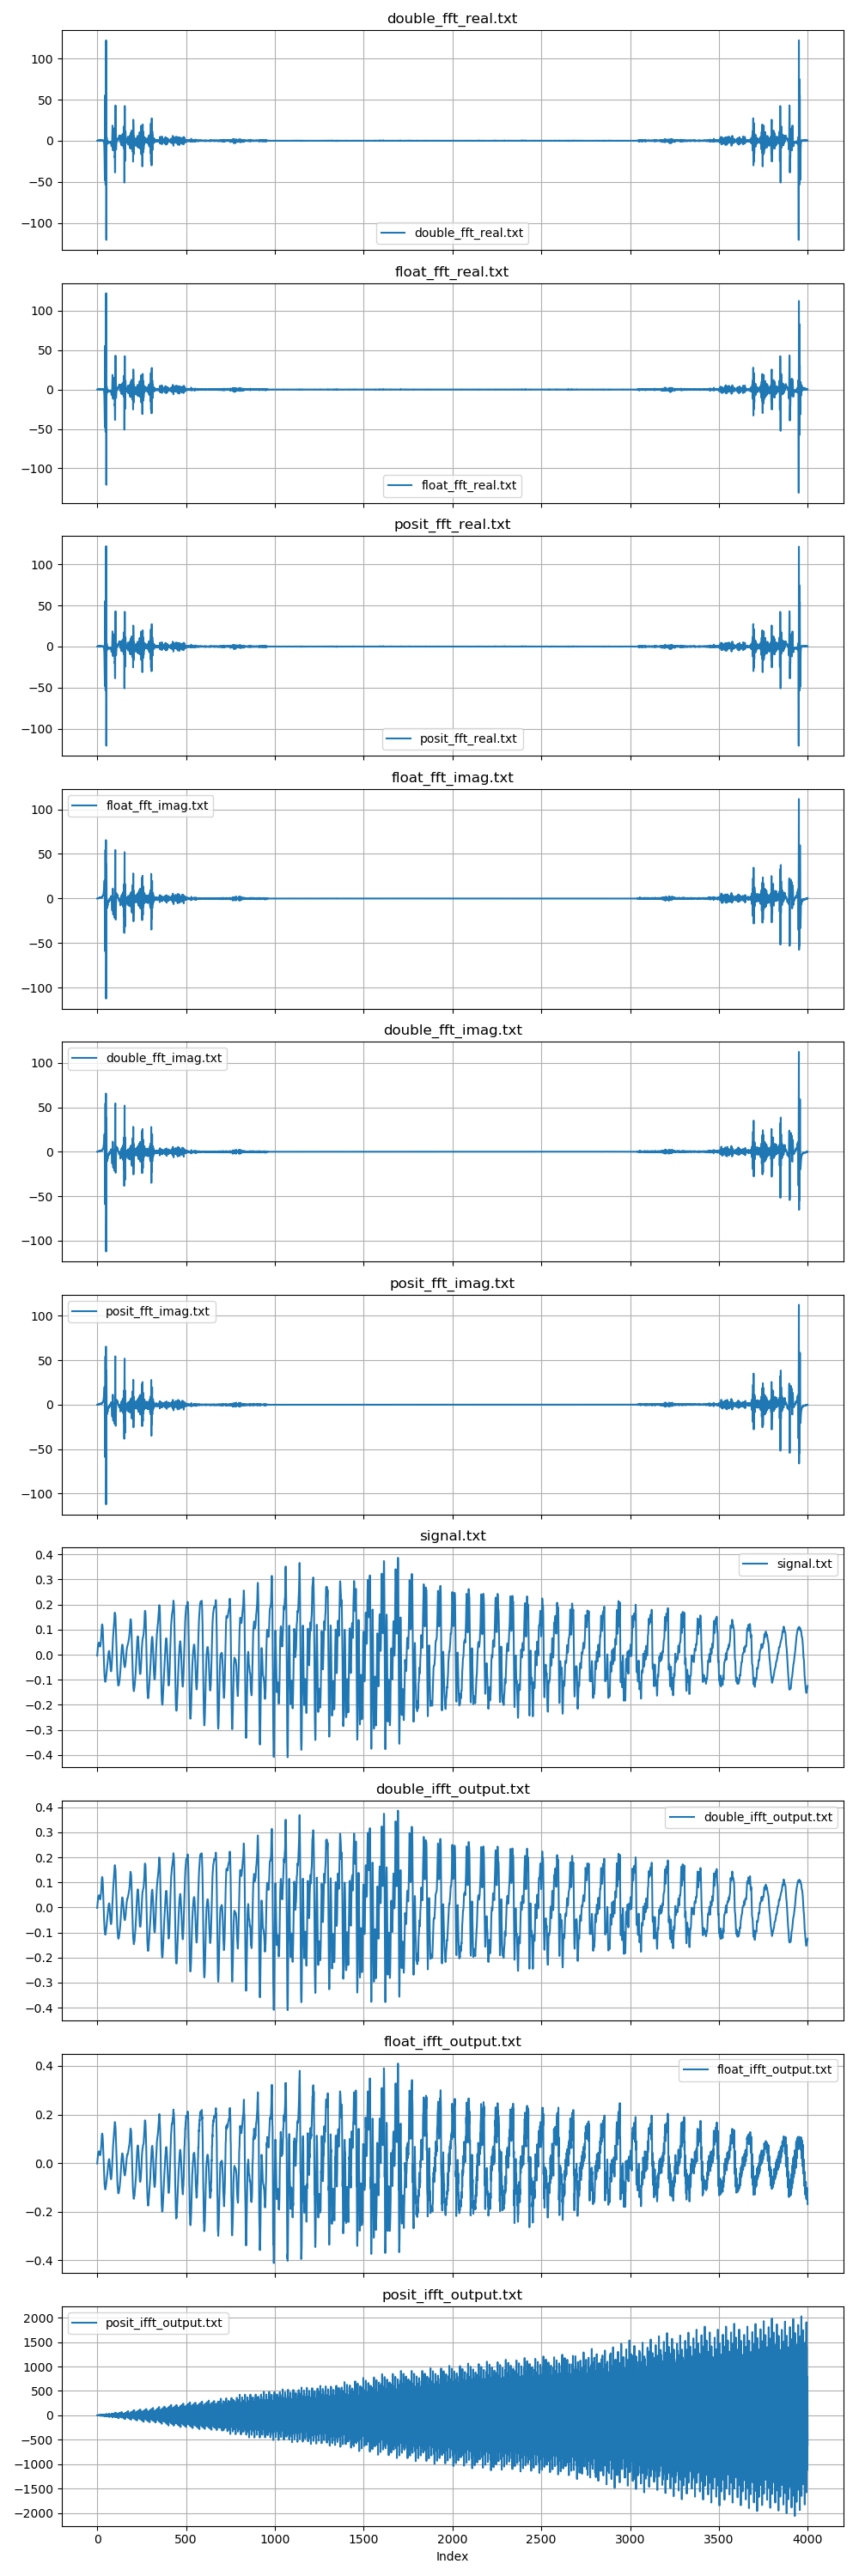 double_fft_real.txt
100
50
0
−50
−100
double_fft_real.txt
float_fft_real.txt
100
50
0
−50
−100
float_fft_real.txt
posit_fft_real.txt
100
50
0
−50
−100
posit_fft_real.txt
float_fft_imag.txt
float_fft_imag.txt
100
50
0
−50
−100
double_fft_imag.txt
double_fft_imag.txt
100
50
0
−50
−100
posit_fft_imag.txt
posit_fft_imag.txt
100
50
0
−50
−100
signal.txt
signal.txt
0.4
0.3
0.2
0.1
0.0
−0.1
−0.2
−0.3
−0.4
double_ifft_output.txt
double_ifft_output.txt
0.4
0.3
0.2
0.1
0.0
−0.1
−0.2
−0.3
−0.4
float_ifft_output.txt
float_ifft_output.txt
0.4
0.2
0.0
−0.2
−0.4
posit_ifft_output.txt
posit_ifft_output.txt
2000
1500
1000
500
0
−500
−1000
−1500
−2000
0 500 1000 1500 2000 2500 3000 3500 4000
Index